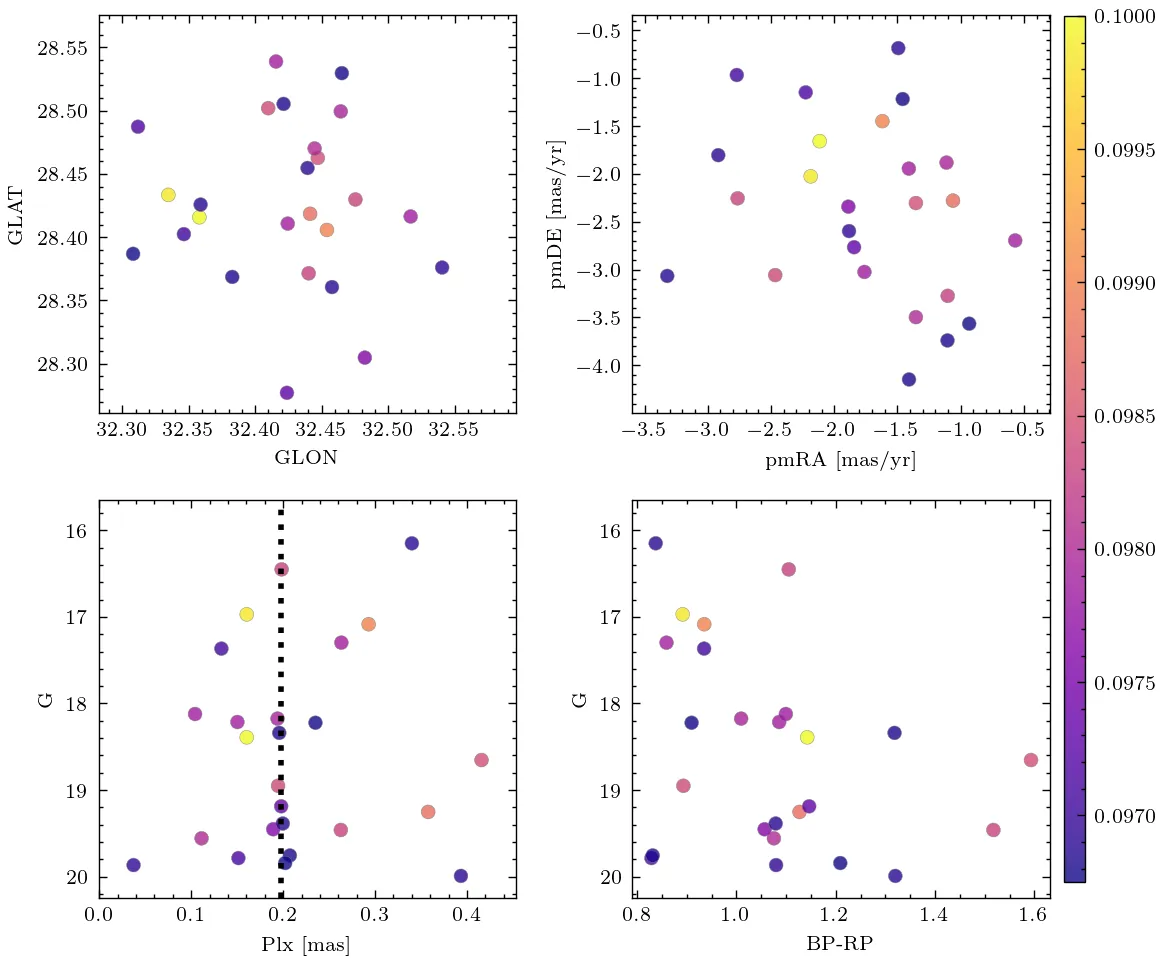 28.55
28.50
28.45
28.40
28.35
28.30
GLAT
32.30 32.35 32.40 32.45 32.50 32.55
GLON
−0.5
−1.0
−1.5
−2.0
−2.5
−3.0
−3.5
−4.0
pmDE [mas/yr]
−3.5 −3.0 −2.5 −2.0 −1.5 −1.0 −0.5
pmRA [mas/yr]
0.1000
0.0995
0.0990
0.0985
0.0980
0.0975
0.0970
16
17
18
19
20
G
0.0 0.1 0.2 0.3 0.4
Plx [mas]
16
17
18
19
20
G
0.8 1.0 1.2 1.4 1.6
BP-RP